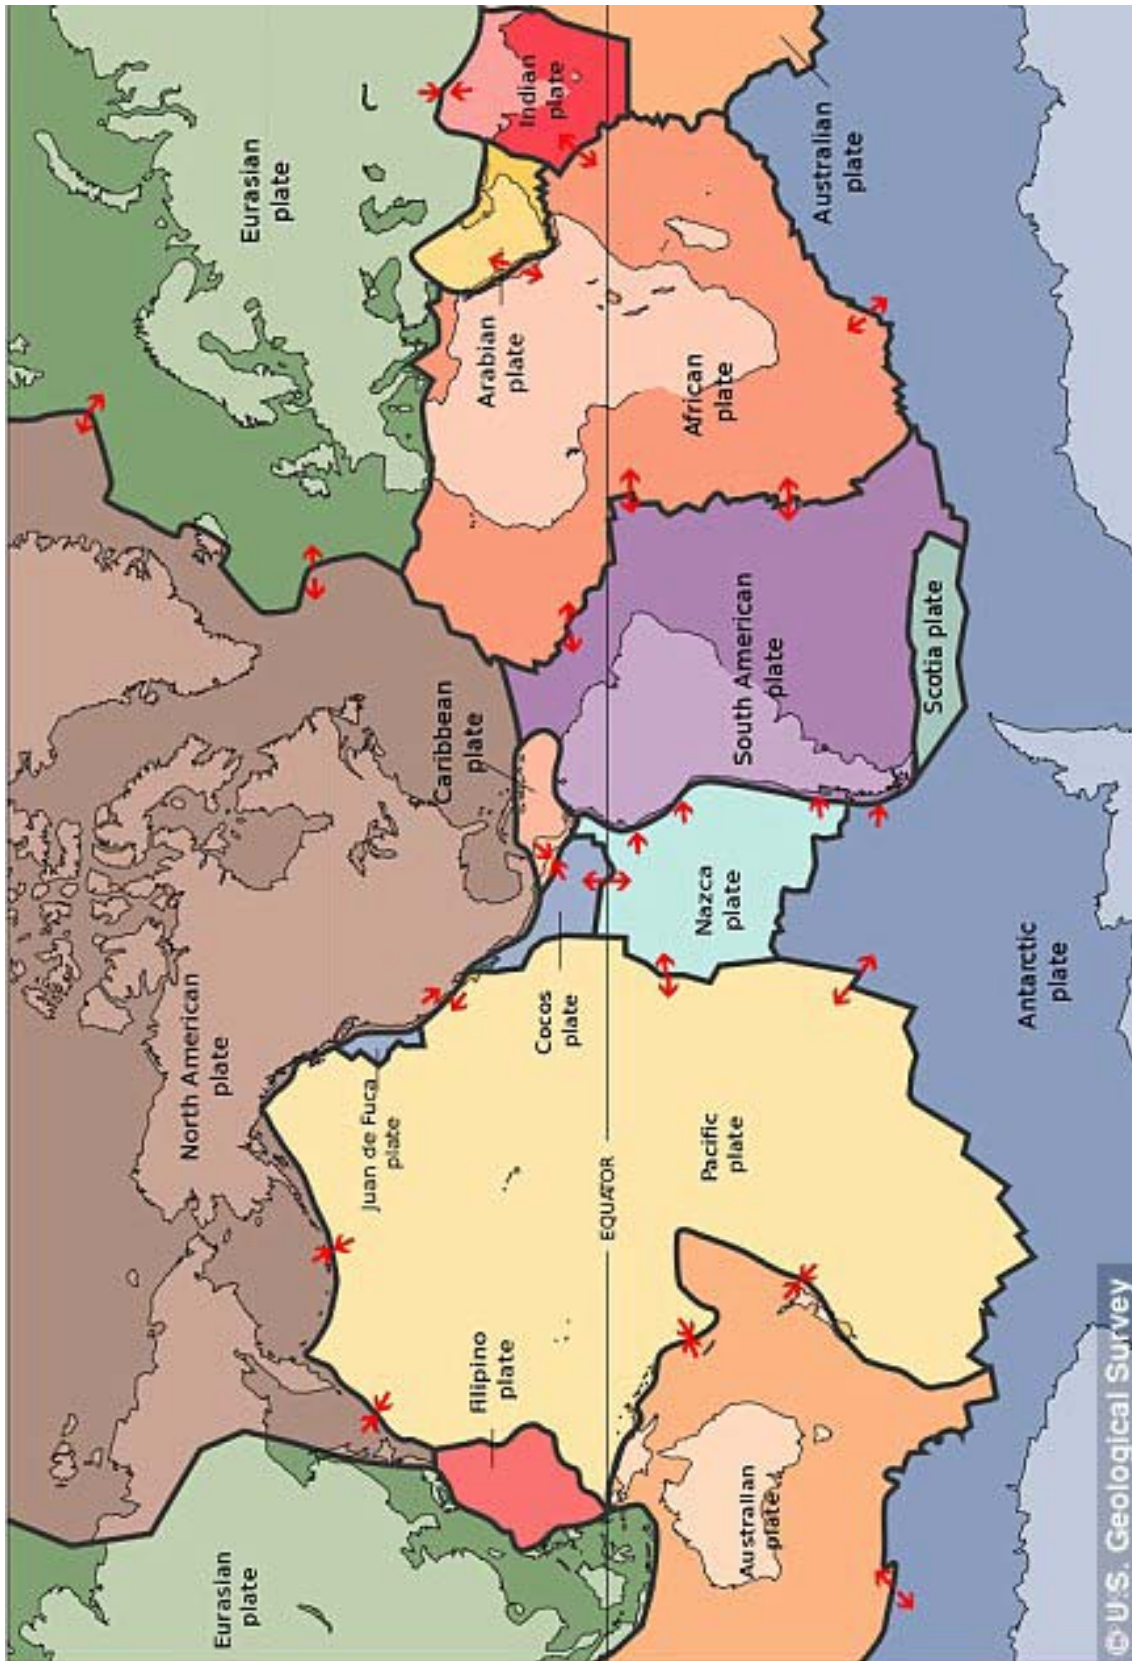 Eurasian
plate
North American
plate
Eurasian
plate
Juan de Fuca
plate
Filipino
plate
Cocos
plate
Caribbean
plate
Arabian
plate
Indian
plate
EQUATOR
Pacific
plate
Nazca
plate
South American
plate
African
plate
Australian
plate
Australian
plate
Scotia plate
Antarctic
plate
© U.S. Geological Survey